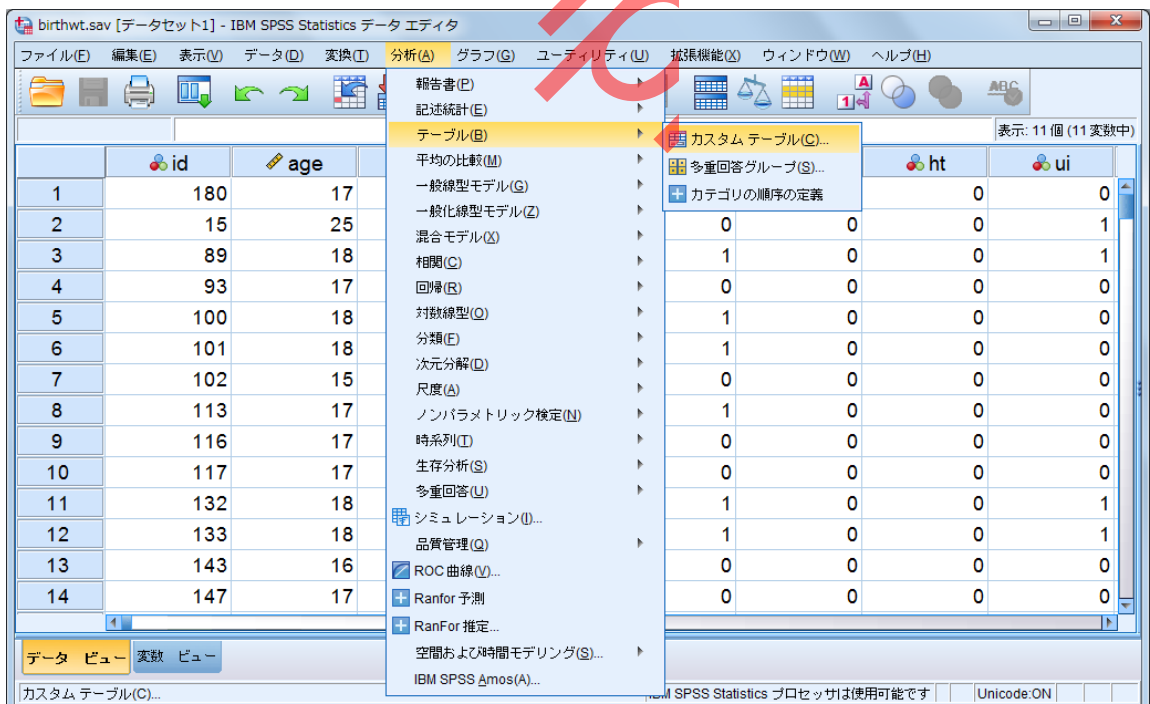 birthwt.sav [データセット1] - IBM SPSS Statistics データ エディタ
ファイル(F) 編集(E) 表示(V) データ(D) 変換(T) 分析(A) グラフ(G) ユーティリティ(U) 拡張機能(X) ウィンドウ(W) ヘルプ(H)
表示: 11 個 (11 変数中)
報告書(P)
記述統計(E)
テーブル(B)
平均の比較(M)
一般線型モデル(G)
一般化線型モデル(Z)
混合モデル(X)
相関(C)
回帰(R)
対数線型(O)
分類(F)
次元分解(D)
尺度(A)
ノンパラメトリック検定(N)
時系列(T)
生存分析(S)
多重回答(U)
シミュレーション(I)...
品質管理(Q)
ROC 曲線(V)...
Ranfor 予測
RanFor 推定...
空間および時間モデリング(S)...
IBM SPSS Amos(A)...
カスタム テーブル(C)...
多重回答グループ(S)...
カテゴリの順序の定義
id age ht ui
1 180 17 0 0
2 15 25 0 0 0 1
3 89 18 1 0 0 1
4 93 17 0 0 0 0
5 100 18 1 0 0 0
6 101 18 1 0 0 0
7 102 15 0 0 0 0
8 113 17 1 0 0 0
9 116 17 0 0 0 0
10 117 17 0 0 0 0
11 132 18 1 0 0 1
12 133 18 1 0 0 1
13 143 16 0 0 0 0
14 147 17 0 0 0 0
データ ビュー 変数 ビュー
カスタム テーブル(C)... SPSS Statistics プロセッサは使用可能です Unicode:ON